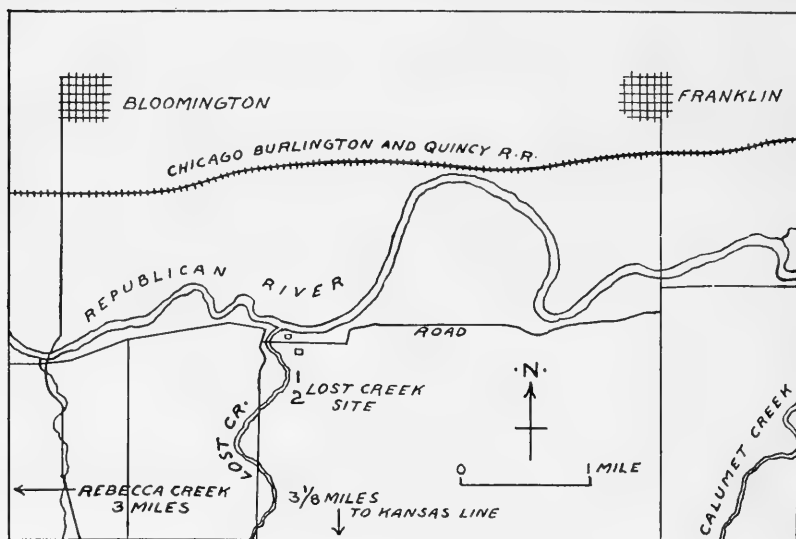 BLOOMINGTON
FRANKLIN
CHICAGO BURLINGTON AND QUINCY R.R.
REPUBLICAN RIVER
ROAD
.N.
1
2
LOST CREEK
SITE
LOST CR.
0 1 MILE
CALUMET CREEK
REBECCA CREEK
3 MILES
3 1/8 MILES
TO KANSAS LINE